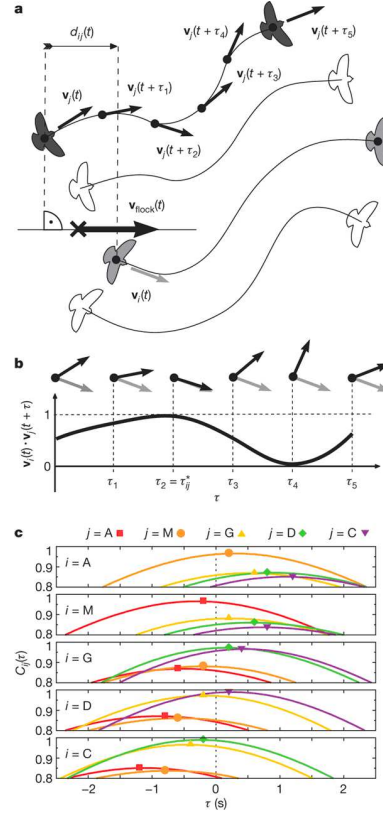 a
d_ij(t)
v_j(t + τ_4)
v_j(t + τ_5)
v_j(t)
v_j(t + τ_1)
v_j(t + τ_3)
v_j(t + τ_2)
v_flock(t)
v_i(t)
b
v_i(t) · v_j(t + τ)
1
0
τ_1
τ_2 = τ*_ij
τ_3
τ_4
τ_5
τ
c
j = A
j = M
j = G
j = D
j = C
C_ij(τ)
1
0.9
0.8
i = A
1
0.9
0.8
i = M
1
0.9
0.8
i = G
1
0.9
0.8
i = D
1
0.9
0.8
i = C
−2
−1
0
1
2
τ (s)